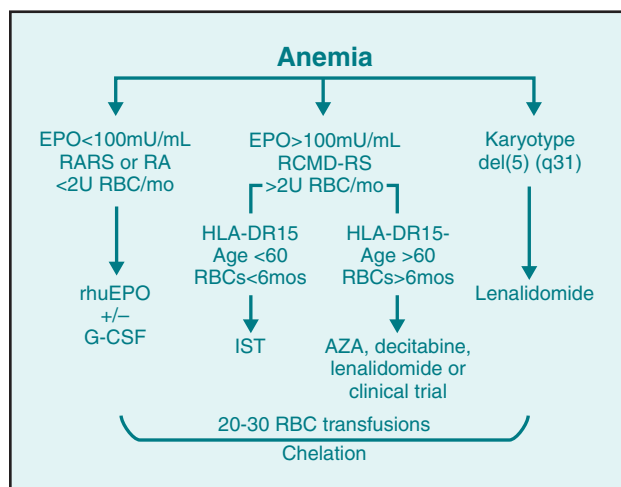 Anemia
EPO<100mU/mL
RARS or RA
<2U RBC/mo
EPO>100mU/mL
RCMD-RS
>2U RBC/mo
Karyotype
del(5) (q31)
HLA-DR15
Age <60
RBCs<6mos
HLA-DR15-
Age >60
RBCs>6mos
rhuEPO
+/–
G-CSF
IST
AZA, decitabine,
lenalidomide or
clinical trial
Lenalidomide
20-30 RBC transfusions
Chelation